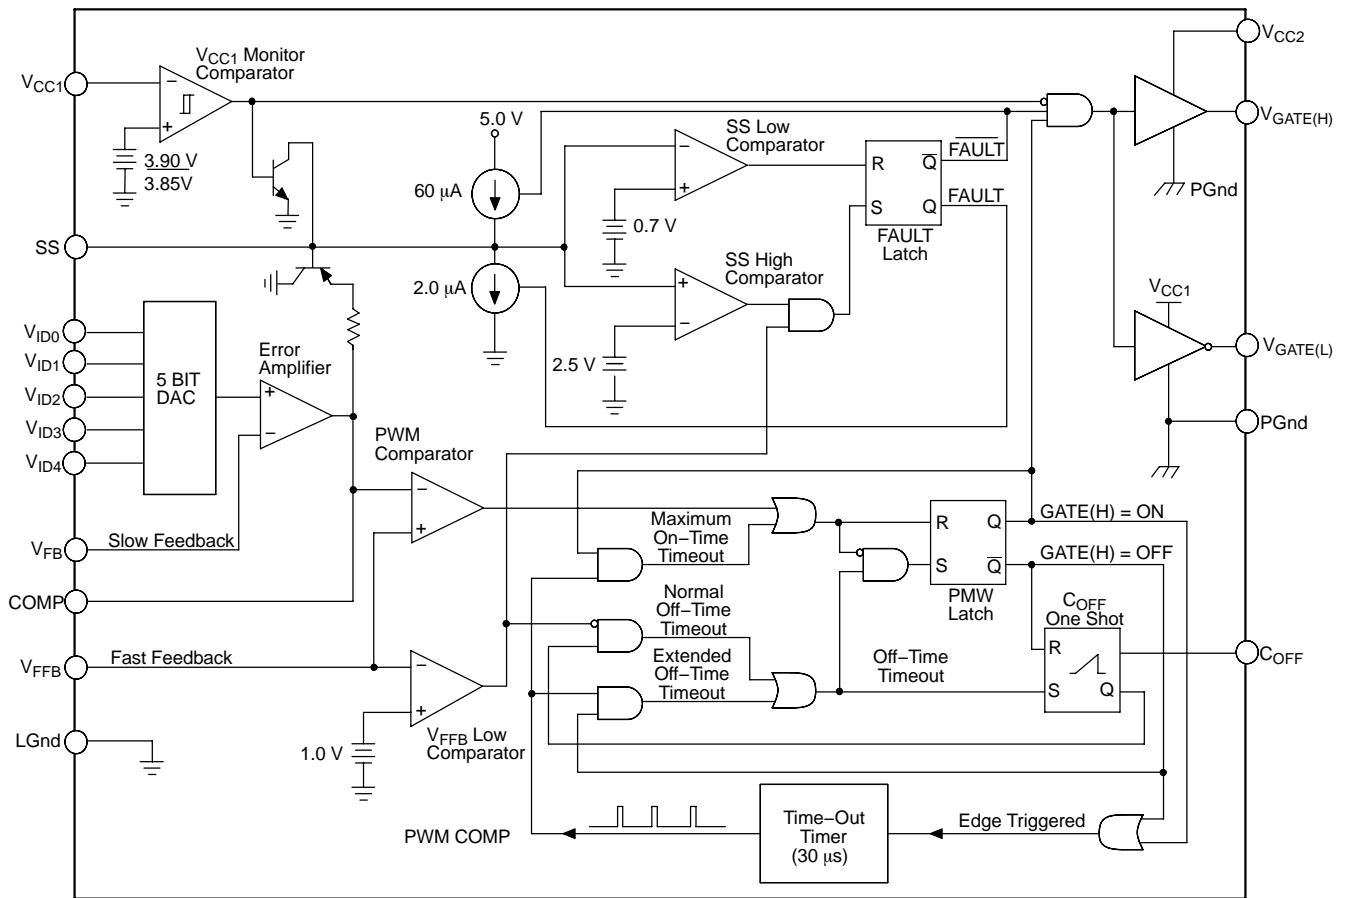 VCC1
VCC1 Monitor
Comparator
−
+
3.90 V
3.85V
5.0 V
60 μA
SS Low
Comparator
−
+
0.7 V
R
Q
S
Q
FAULT
FAULT
FAULT
Latch
VCC2
VGATE(H)
PGnd
SS
2.0 μA
SS High
Comparator
+
−
2.5 V
VCC1
VGATE(L)
PGnd
VID0
VID1
VID2
VID3
VID4
5 BIT
DAC
Error
Amplifier
+
−
PWM
Comparator
−
+
VFB
Slow Feedback
COMP
VFFB
Fast Feedback
−
+
1.0 V
VFFB Low
Comparator
LGnd
Maximum
On−Time
Timeout
Normal
Off−Time
Timeout
Extended
Off−Time
Timeout
R
Q
S
Q
PMW
Latch
GATE(H) = ON
GATE(H) = OFF
COFF
One Shot
R
S
Q
Off−Time
Timeout
COFF
PWM COMP
Time−Out
Timer
(30 μs)
Edge Triggered